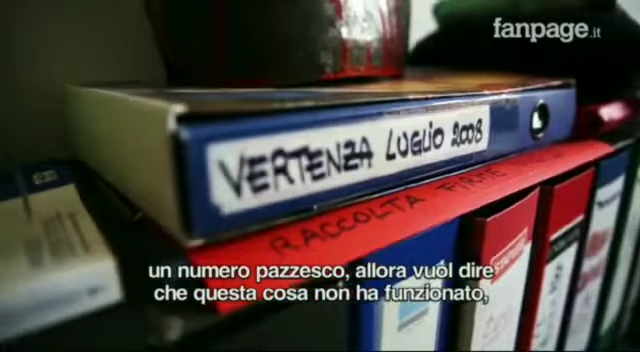 fanpage.it
VERTENZA LUGLIO 2008
RACCOLTA FIRME
un numero pazzesco, allora vuol dire
che questa cosa non ha funzionato,